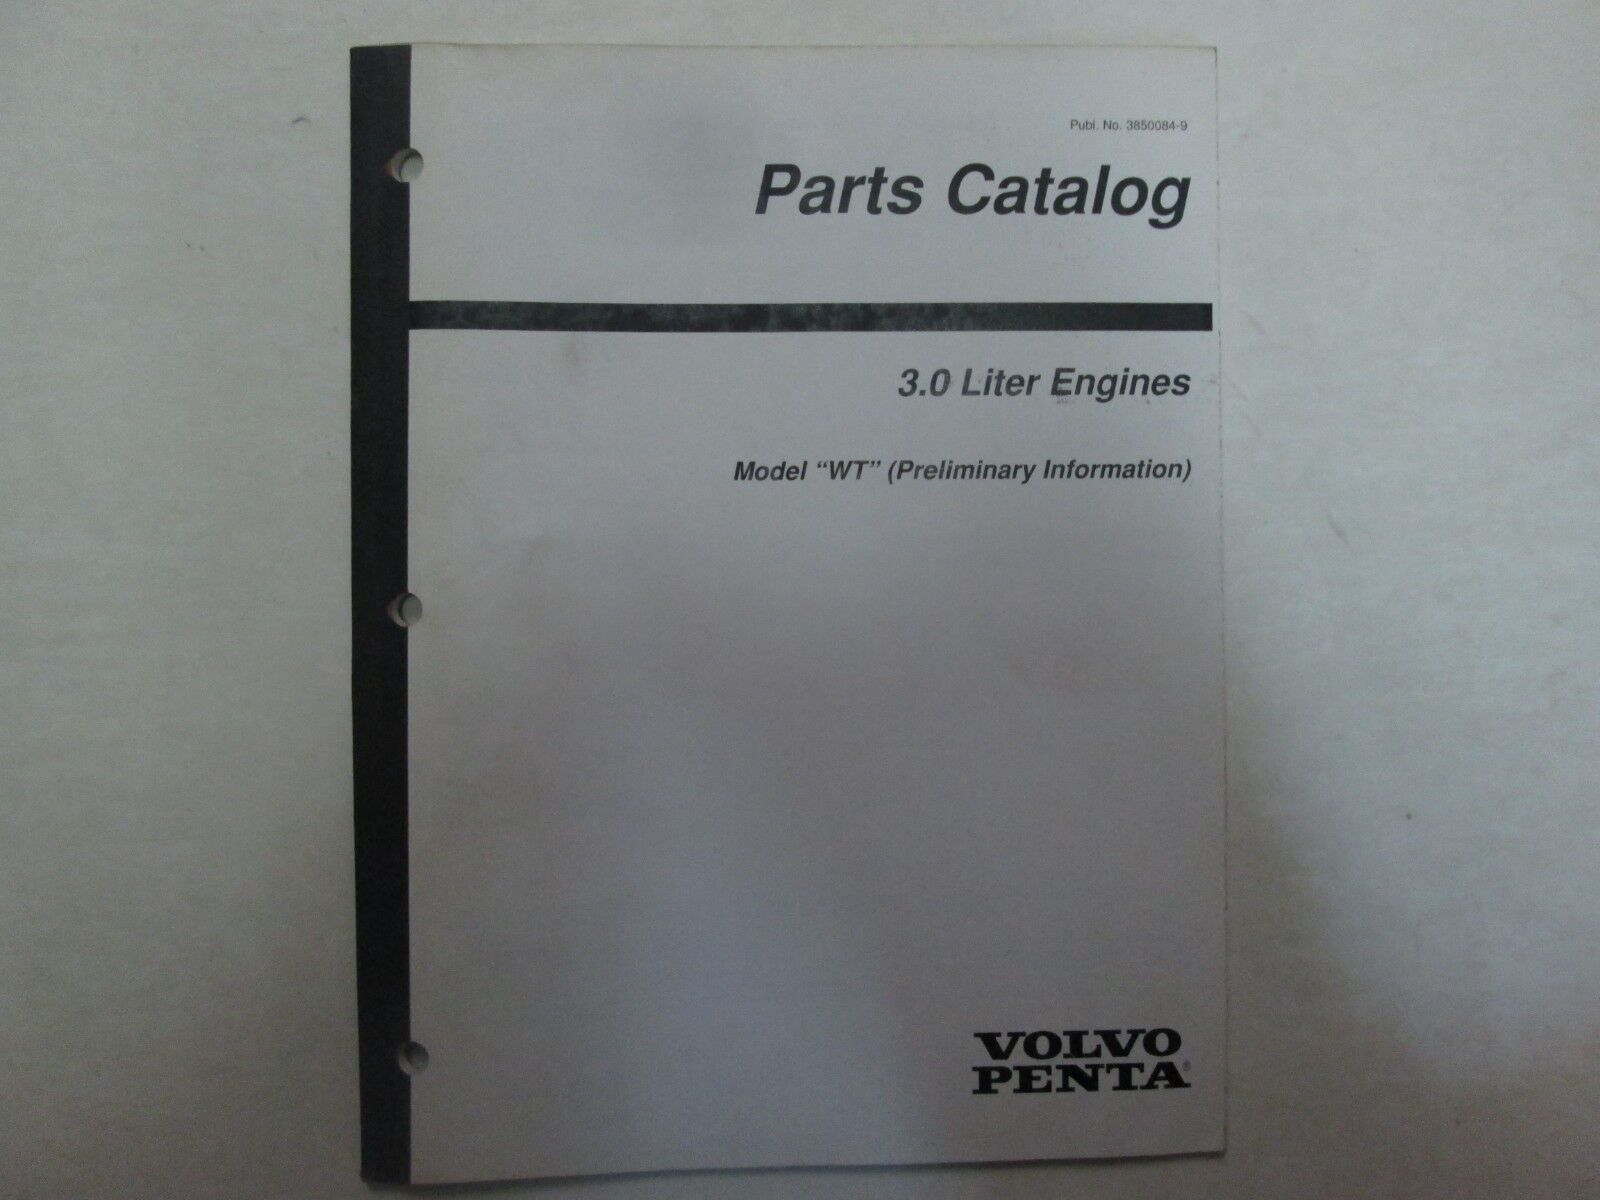 Publ. No. 3850084-9
Parts Catalog
3.0 Liter Engines
Model “WT” (Preliminary Information)
VOLVO
PENTA®